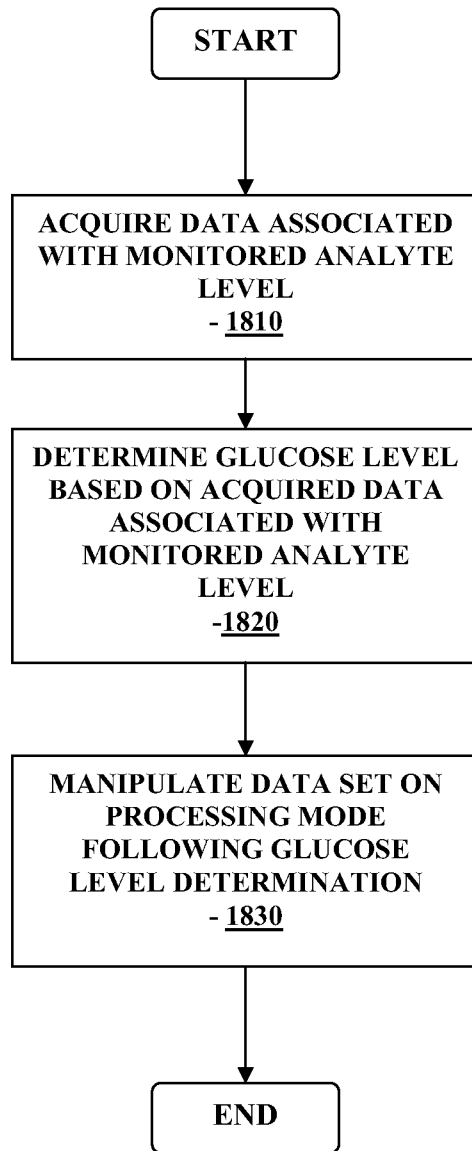 START
ACQUIRE DATA ASSOCIATED
WITH MONITORED ANALYTE
LEVEL
- 1810
DETERMINE GLUCOSE LEVEL
BASED ON ACQUIRED DATA
ASSOCIATED WITH
MONITORED ANALYTE
LEVEL
-1820
MANIPULATE DATA SET ON
PROCESSING MODE
FOLLOWING GLUCOSE
LEVEL DETERMINATION
- 1830
END